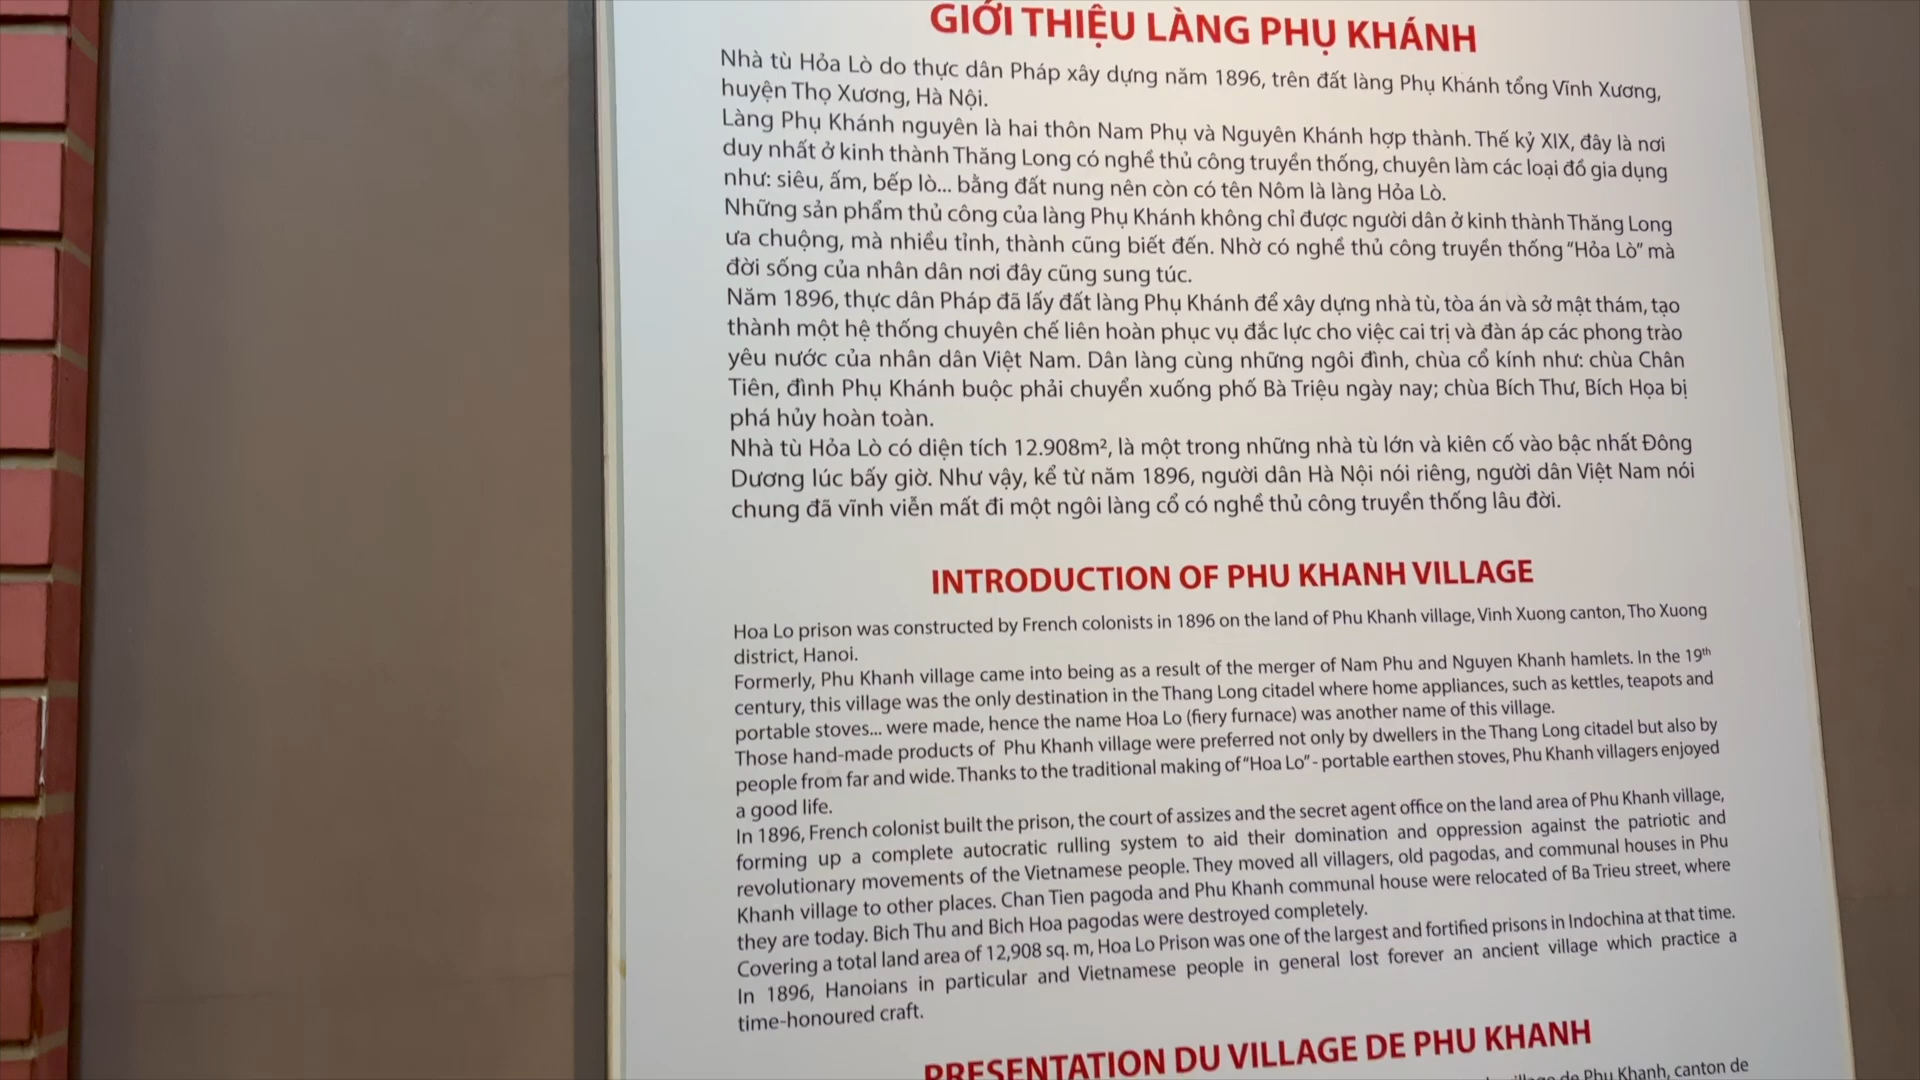 GIỚI THIỆU LÀNG PHỤ KHÁNH
Nhà tù Hỏa Lò do thực dân Pháp xây dựng năm 1896, trên đất làng Phụ Khánh tổng Vĩnh Xương,
huyện Thọ Xương, Hà Nội.
Làng Phụ Khánh nguyên là hai thôn Nam Phụ và Nguyên Khánh hợp thành. Thế kỷ XIX, đây là nơi
duy nhất ở kinh thành Thăng Long có nghề thủ công truyền thống, chuyên làm các loại đồ gia dụng
như: siêu, ấm, bếp lò... bằng đất nung nên còn có tên Nôm là làng Hỏa Lò.
Những sản phẩm thủ công của làng Phụ Khánh không chỉ được người dân ở kinh thành Thăng Long
ưa chuộng, mà nhiều tỉnh, thành cũng biết đến. Nhờ có nghề thủ công truyền thống “Hỏa Lò” mà
đời sống của nhân dân nơi đây cũng sung túc.
Năm 1896, thực dân Pháp đã lấy đất làng Phụ Khánh để xây dựng nhà tù, tòa án và sở mật thám, tạo
thành một hệ thống chuyên chế liên hoàn phục vụ đắc lực cho việc cai trị và đàn áp các phong trào
yêu nước của nhân dân Việt Nam. Dân làng cùng những ngôi đình, chùa cổ kính như: chùa Chân
Tiên, đình Phụ Khánh buộc phải chuyển xuống phố Bà Triệu ngày nay; chùa Bích Thư, Bích Họa bị
phá hủy hoàn toàn.
Nhà tù Hỏa Lò có diện tích 12.908m², là một trong những nhà tù lớn và kiên cố vào bậc nhất Đông
Dương lúc bấy giờ. Như vậy, kể từ năm 1896, người dân Hà Nội nói riêng, người dân Việt Nam nói
chung đã vĩnh viễn mất đi một ngôi làng cổ có nghề thủ công truyền thống lâu đời.
INTRODUCTION OF PHU KHANH VILLAGE
Hoa Lo prison was constructed by French colonists in 1896 on the land of Phu Khanh village, Vinh Xuong canton, Tho Xuong
district, Hanoi.
Formerly, Phu Khanh village came into being as a result of the merger of Nam Phu and Nguyen Khanh hamlets. In the 19th
century, this village was the only destination in the Thang Long citadel where home appliances, such as kettles, teapots and
portable stoves... were made, hence the name Hoa Lo (fiery furnace) was another name of this village.
Those hand-made products of Phu Khanh village were preferred not only by dwellers in the Thang Long citadel but also by
people from far and wide. Thanks to the traditional making of “Hoa Lo” - portable earthen stoves, Phu Khanh villagers enjoyed
a good life.
In 1896, French colonist built the prison, the court of assizes and the secret agent office on the land area of Phu Khanh village,
forming up a complete autocratic rulling system to aid their domination and oppression against the patriotic and
revolutionary movements of the Vietnamese people. They moved all villagers, old pagodas, and communal houses in Phu
Khanh village to other places. Chan Tien pagoda and Phu Khanh communal house were relocated of Ba Trieu street, where
they are today. Bich Thu and Bich Hoa pagodas were destroyed completely.
Covering a total land area of 12,908 sq. m, Hoa Lo Prison was one of the largest and fortified prisons in Indochina at that time.
In 1896, Hanoians in particular and Vietnamese people in general lost forever an ancient village which practice a
time-honoured craft.
PRESENTATION DU VILLAGE DE PHU KHANH
de Phu Khanh, canton de